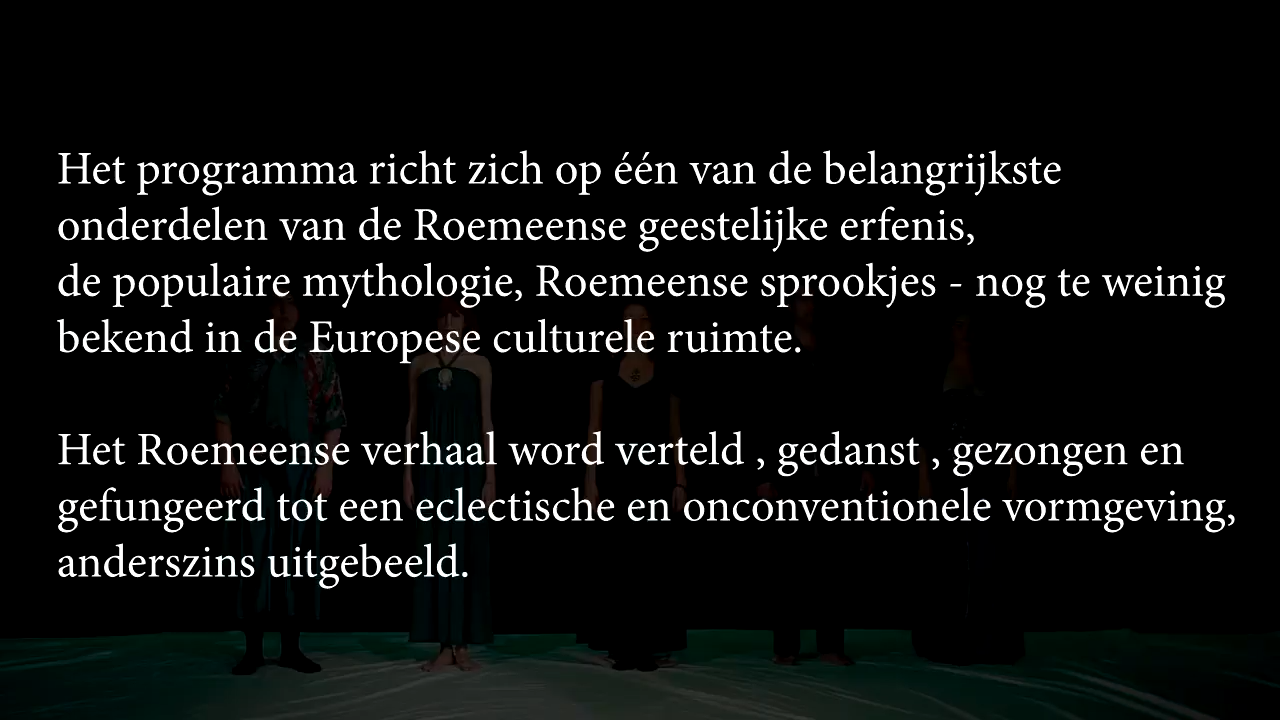 Het programma richt zich op één van de belangrijkste
onderdelen van de Roemeense geestelijke erfenis,
de populaire mythologie, Roemeense sprookjes - nog te weinig
bekend in de Europese culturele ruimte.
Het Roemeense verhaal word verteld , gedanst , gezongen en
gefungeerd tot een eclectische en onconventionele vormgeving,
anderszins uitgebeeld.